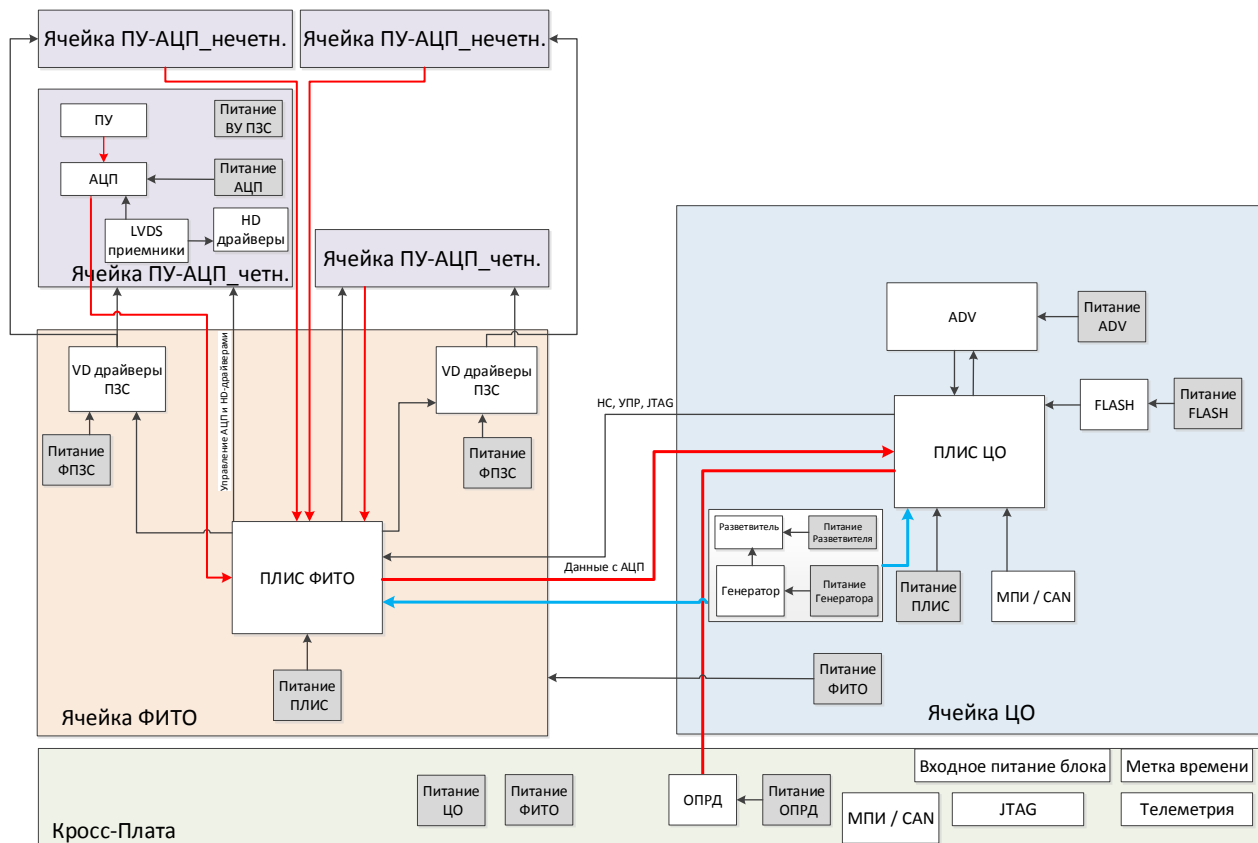 Ячейка ПУ-АЦП_нечетн.
Ячейка ПУ-АЦП_нечетн.
ПУ
Питание
ВУ ПЗС
АЦП
Питание
АЦП
LVDS
приемники
HD
драйверы
Ячейка ПУ-АЦП_четн.
Ячейка ПУ-АЦП_четн.
Управление АЦП и HD-драйверами
VD драйверы
ПЗС
VD драйверы
ПЗС
Питание
ФПЗС
Питание
ФПЗС
ПЛИС ФИТО
Питание
ПЛИС
Ячейка ФИТО
НС, УПР, JTAG
Данные с АЦП
ADV
Питание
ADV
FLASH
Питание
FLASH
ПЛИС ЦО
Разветвитель
Питание
Разветвителя
Генератор
Питание
Генератора
Питание
ПЛИС
МПИ / CAN
Питание
ФИТО
Ячейка ЦО
Питание
ЦО
Питание
ФИТО
ОПРД
Питание
ОПРД
Входное питание блока
Метка времени
МПИ / CAN
JTAG
Телеметрия
Кросс-Плата